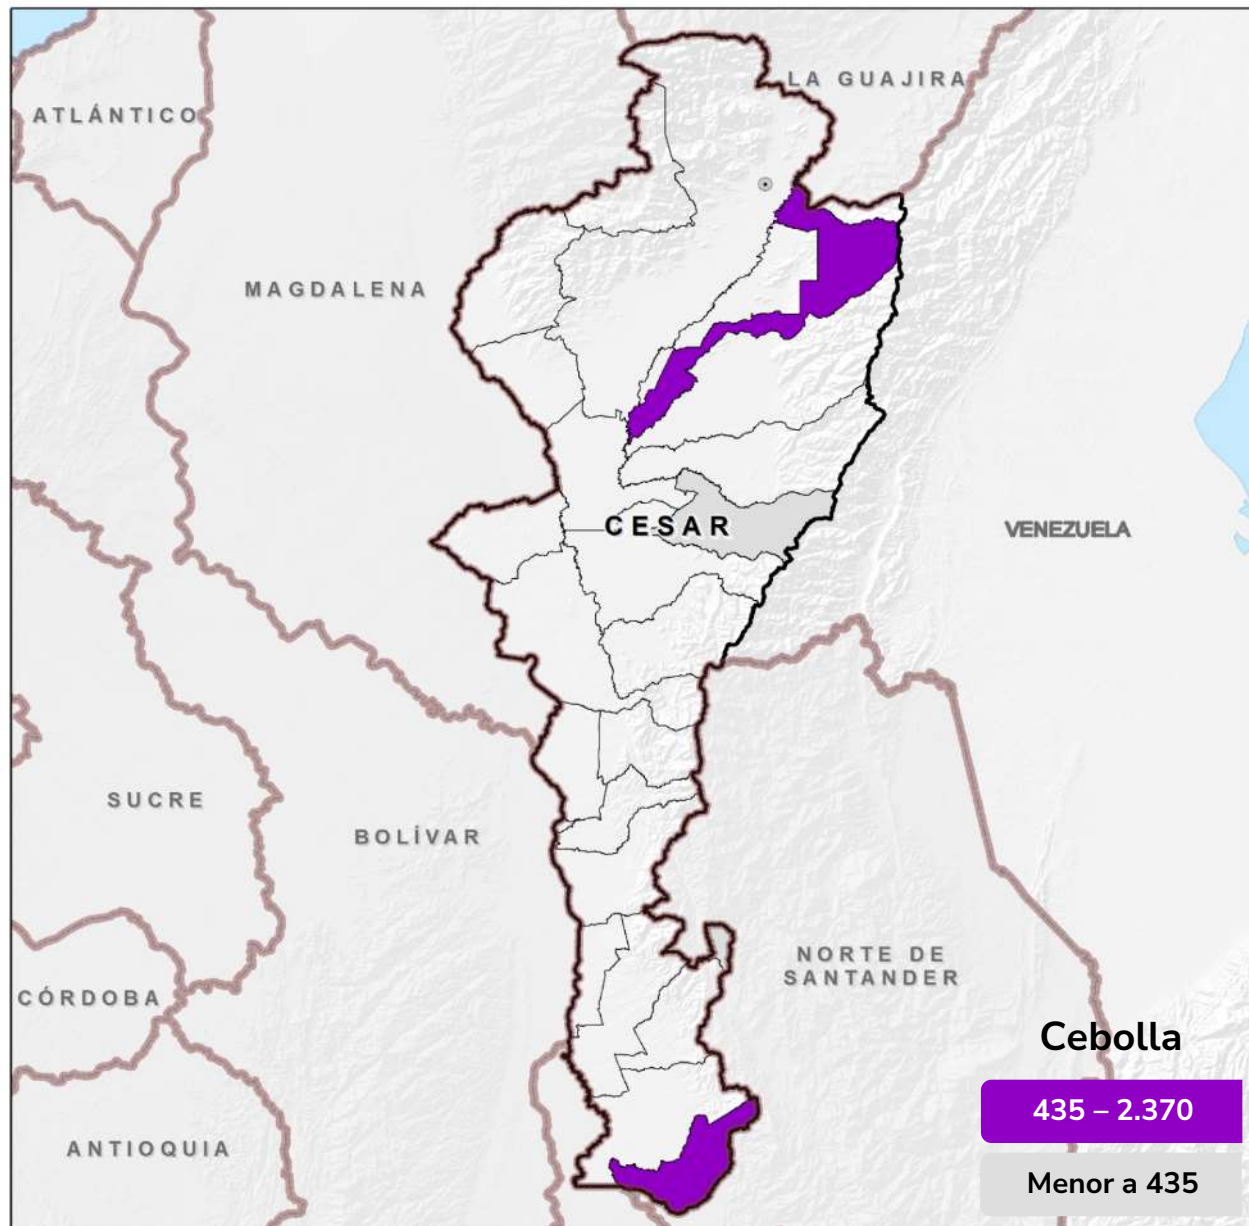 LA GUAJIRA
ATLÁNTICO
MAGDALENA
CESAR
VENEZUELA
SUCRE
BOLÍVAR
NORTE DE
SANTANDER
CÓRDOBA
ANTIOQUIA
Cebolla
435 – 2.370
Menor a 435